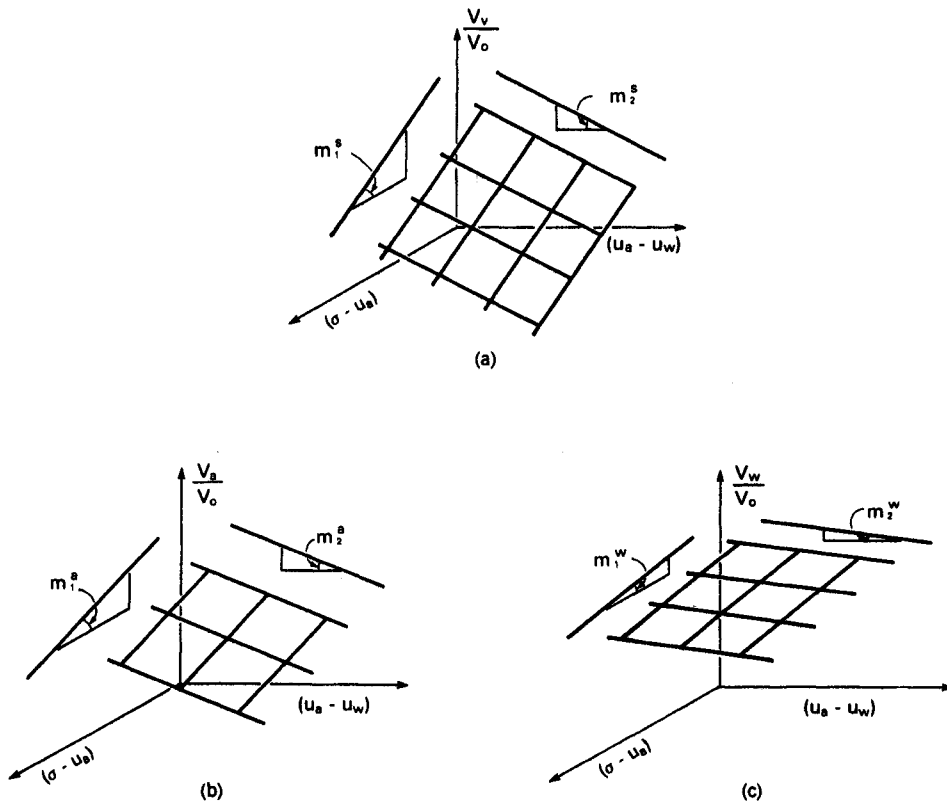 V_v
V_o
m_2^s
m_1^s
(u_a - u_w)
(σ - u_a)
(a)
V_a
V_o
m_2^a
m_1^a
(u_a - u_w)
(σ - u_a)
(b)
V_w
V_o
m_2^w
m_1^w
(u_a - u_w)
(σ - u_a)
(c)